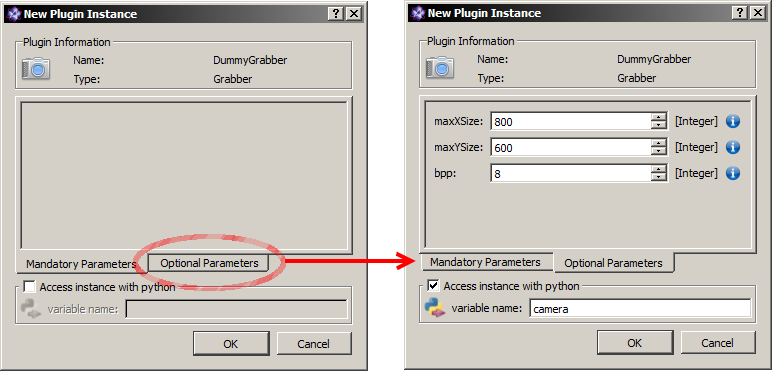 New Plugin Instance
Plugin Information
Name: DummyGrabber
Type: Grabber
Mandatory Parameters Optional Parameters
Access instance with python
variable name:
OK Cancel
New Plugin Instance
Plugin Information
Name: DummyGrabber
Type: Grabber
maxXSize: 800 [Integer]
maxYSize: 600 [Integer]
bpp: 8 [Integer]
Mandatory Parameters Optional Parameters
Access instance with python
variable name: camera
OK Cancel